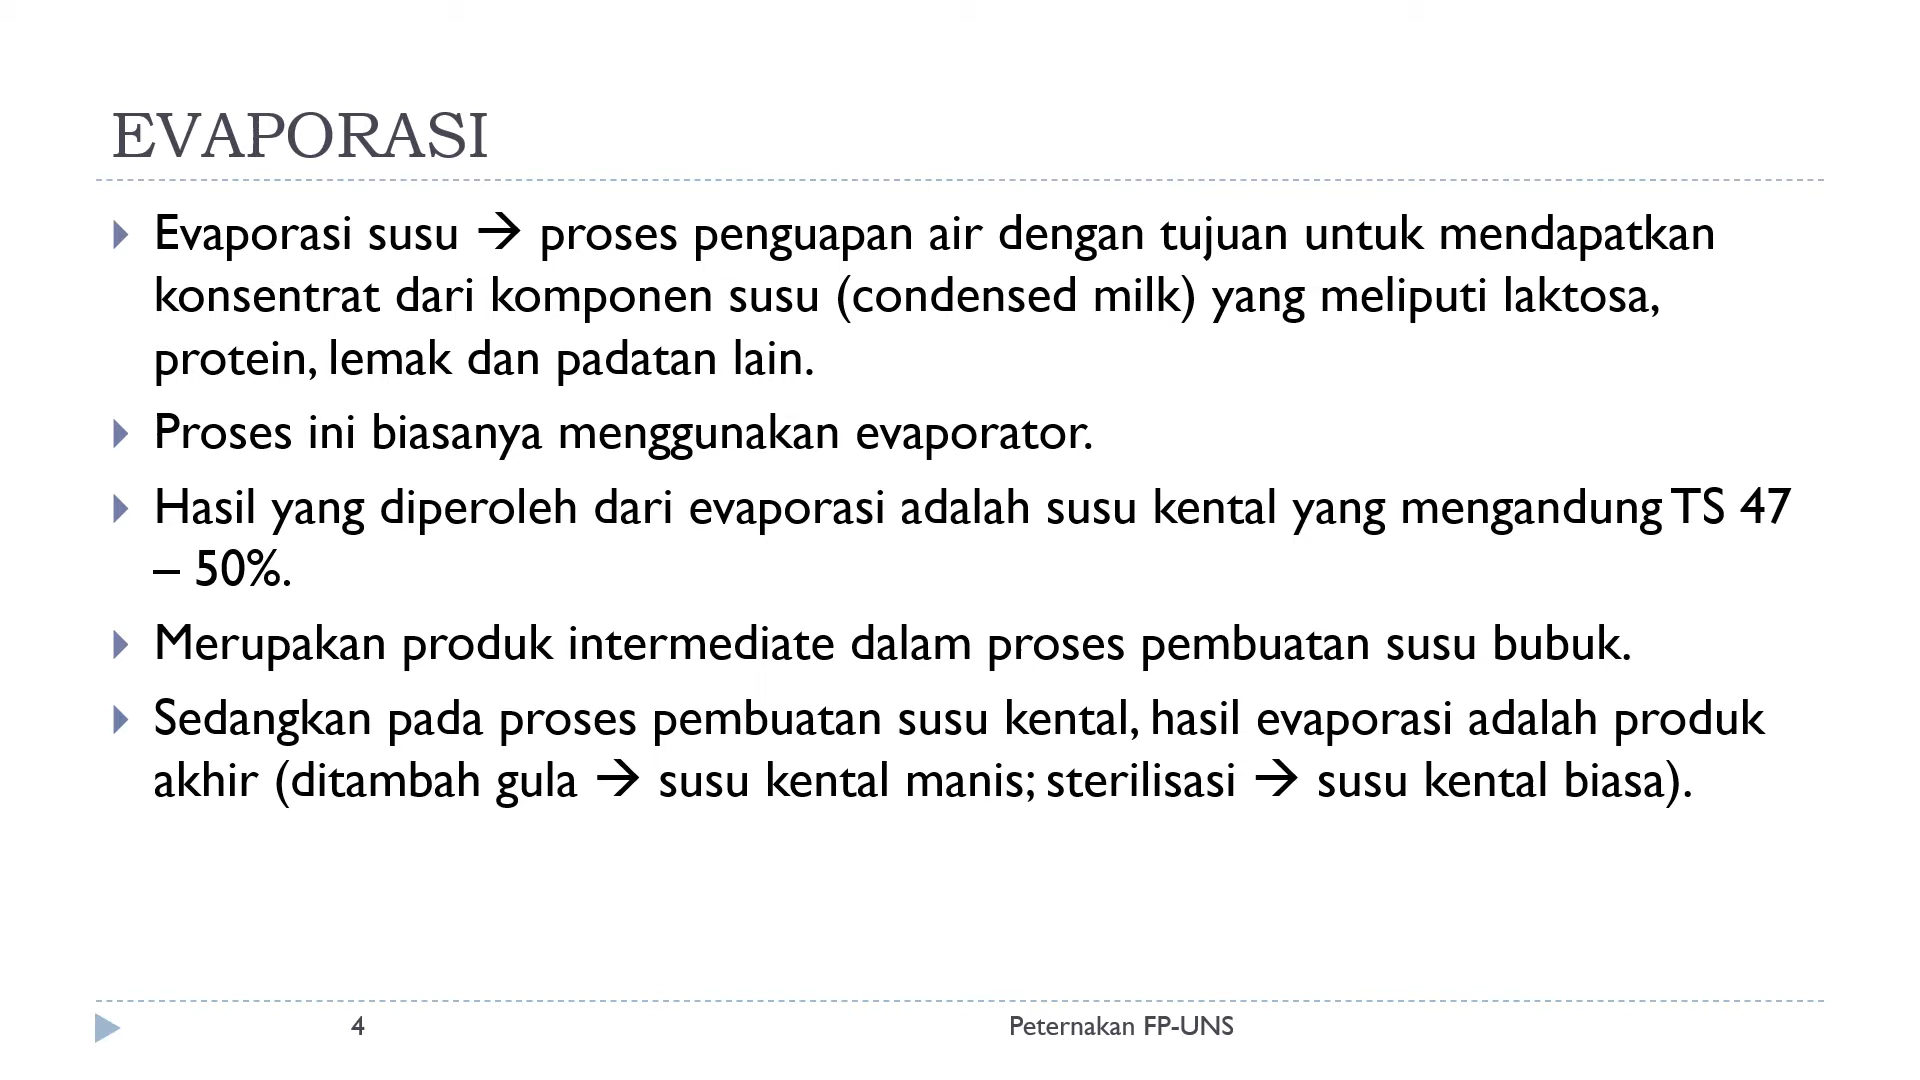 EVAPORASI
Evaporasi susu → proses penguapan air dengan tujuan untuk mendapatkan
konsentrat dari komponen susu (condensed milk) yang meliputi laktosa,
protein, lemak dan padatan lain.
Proses ini biasanya menggunakan evaporator.
Hasil yang diperoleh dari evaporasi adalah susu kental yang mengandung TS 47
– 50%.
Merupakan produk intermediate dalam proses pembuatan susu bubuk.
Sedangkan pada proses pembuatan susu kental, hasil evaporasi adalah produk
akhir (ditambah gula → susu kental manis; sterilisasi → susu kental biasa).
4 Peternakan FP-UNS